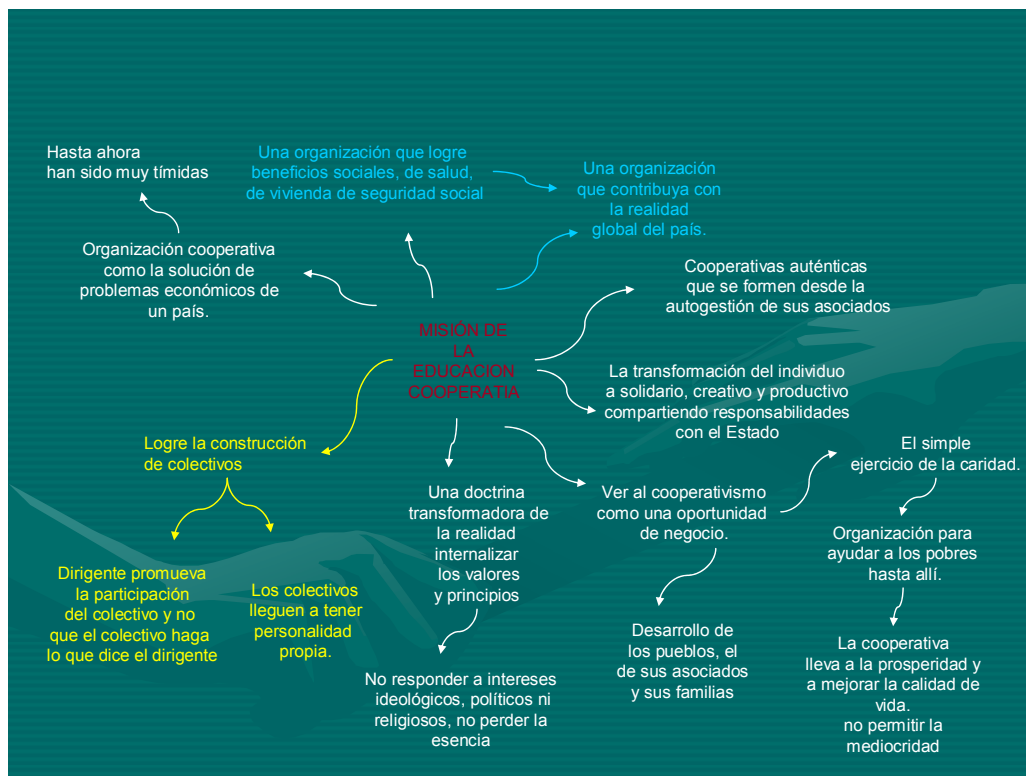 Hasta ahora
han sido muy tímidas
Una organización que logre
beneficios sociales, de salud,
de vivienda de seguridad social
Una organización
que contribuya con
la realidad
global del país.
Organización cooperativa
como la solución de
problemas económicos de
un país.
Cooperativas auténticas
que se formen desde la
autogestión de sus asociados
MISIÓN DE
LA
EDUCACION
COOPERATIA
La transformación del individuo
a solidario, creativo y productivo
compartiendo responsabilidades
con el Estado
Logre la construcción
de colectivos
El simple
ejercicio de la caridad.
Una doctrina
transformadora de
la realidad
internalizar
los valores
y principios
Ver al cooperativismo
como una oportunidad
de negocio.
Organización para
ayudar a los pobres
hasta allí.
Dirigente promueva
la participación
del colectivo y no
que el colectivo haga
lo que dice el dirigente
Los colectivos
lleguen a tener
personalidad
propia.
Desarrollo de
los pueblos, el
de sus asociados
y sus familias
La cooperativa
lleva a la prosperidad y
a mejorar la calidad de
vida.
no permitir la
mediocridad
No responder a intereses
ideológicos, políticos ni
religiosos, no perder la
esencia